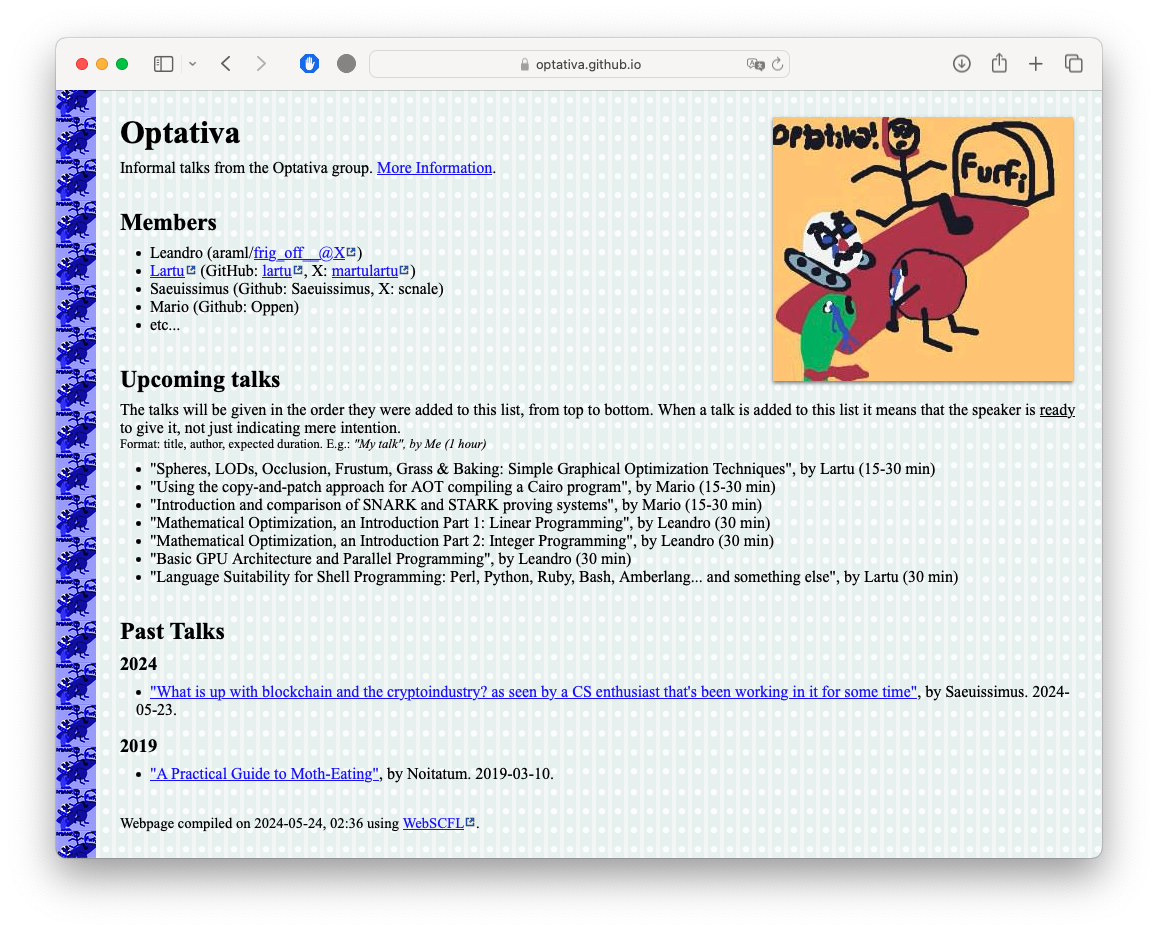 optativa.github.io
Optativa
Informal talks from the Optativa group. More Information.
Optativa!
Furfi
Members
Leandro (araml/frig_off__@X)
Lartu (GitHub: lartu, X: martulartu)
Saeuissimus (Github: Saeuissimus, X: scnale)
Mario (Github: Oppen)
etc...
Upcoming talks
The talks will be given in the order they were added to this list, from top to bottom. When a talk is added to this list it means that the speaker is ready
to give it, not just indicating mere intention.
Format: title, author, expected duration. E.g.: "My talk", by Me (1 hour)
"Spheres, LODs, Occlusion, Frustum, Grass & Baking: Simple Graphical Optimization Techniques", by Lartu (15-30 min)
"Using the copy-and-patch approach for AOT compiling a Cairo program", by Mario (15-30 min)
"Introduction and comparison of SNARK and STARK proving systems", by Mario (15-30 min)
"Mathematical Optimization, an Introduction Part 1: Linear Programming", by Leandro (30 min)
"Mathematical Optimization, an Introduction Part 2: Integer Programming", by Leandro (30 min)
"Basic GPU Architecture and Parallel Programming", by Leandro (30 min)
"Language Suitability for Shell Programming: Perl, Python, Ruby, Bash, Amberlang... and something else", by Lartu (30 min)
Past Talks
2024
"What is up with blockchain and the cryptoindustry? as seen by a CS enthusiast that's been working in it for some time", by Saeuissimus. 2024-
05-23.
2019
"A Practical Guide to Moth-Eating", by Noitatum. 2019-03-10.
Webpage compiled on 2024-05-24, 02:36 using WebSCFL.